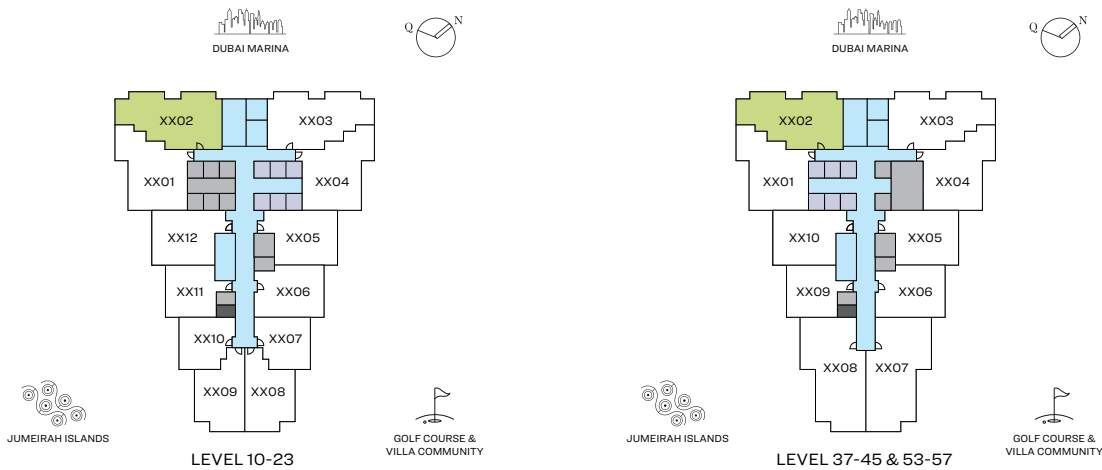 DUBAI MARINA
Q N
XX02
XX03
XX01
XX04
XX12
XX05
XX11
XX06
XX10
XX07
XX09
XX08
JUMEIRAH ISLANDS
GOLF COURSE &
VILLA COMMUNITY
LEVEL 10-23
DUBAI MARINA
Q N
XX02
XX03
XX01
XX04
XX10
XX05
XX09
XX06
XX08
XX07
JUMEIRAH ISLANDS
GOLF COURSE &
VILLA COMMUNITY
LEVEL 37-45 & 53-57